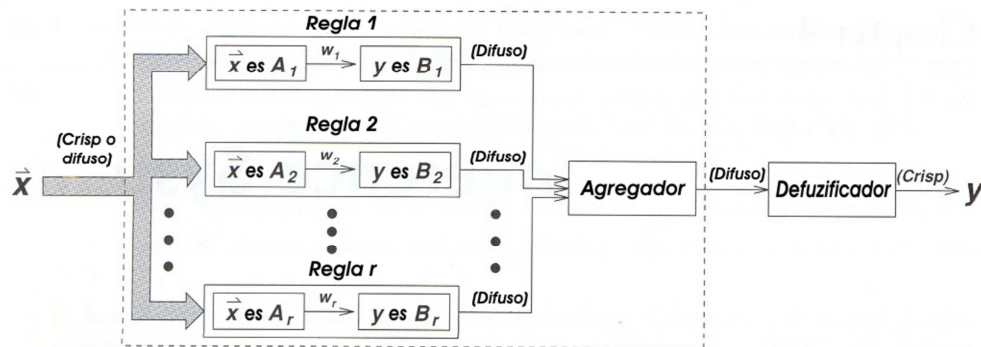 Regla 1
x es A1
w1
y es B1
(Difuso)
Regla 2
(Crisp o difuso)
x es A2
w2
y es B2
(Difuso)
x
Agregador
(Difuso)
Defuzificador
(Crisp)
y
Regla r
x es Ar
wr
y es Br
(Difuso)